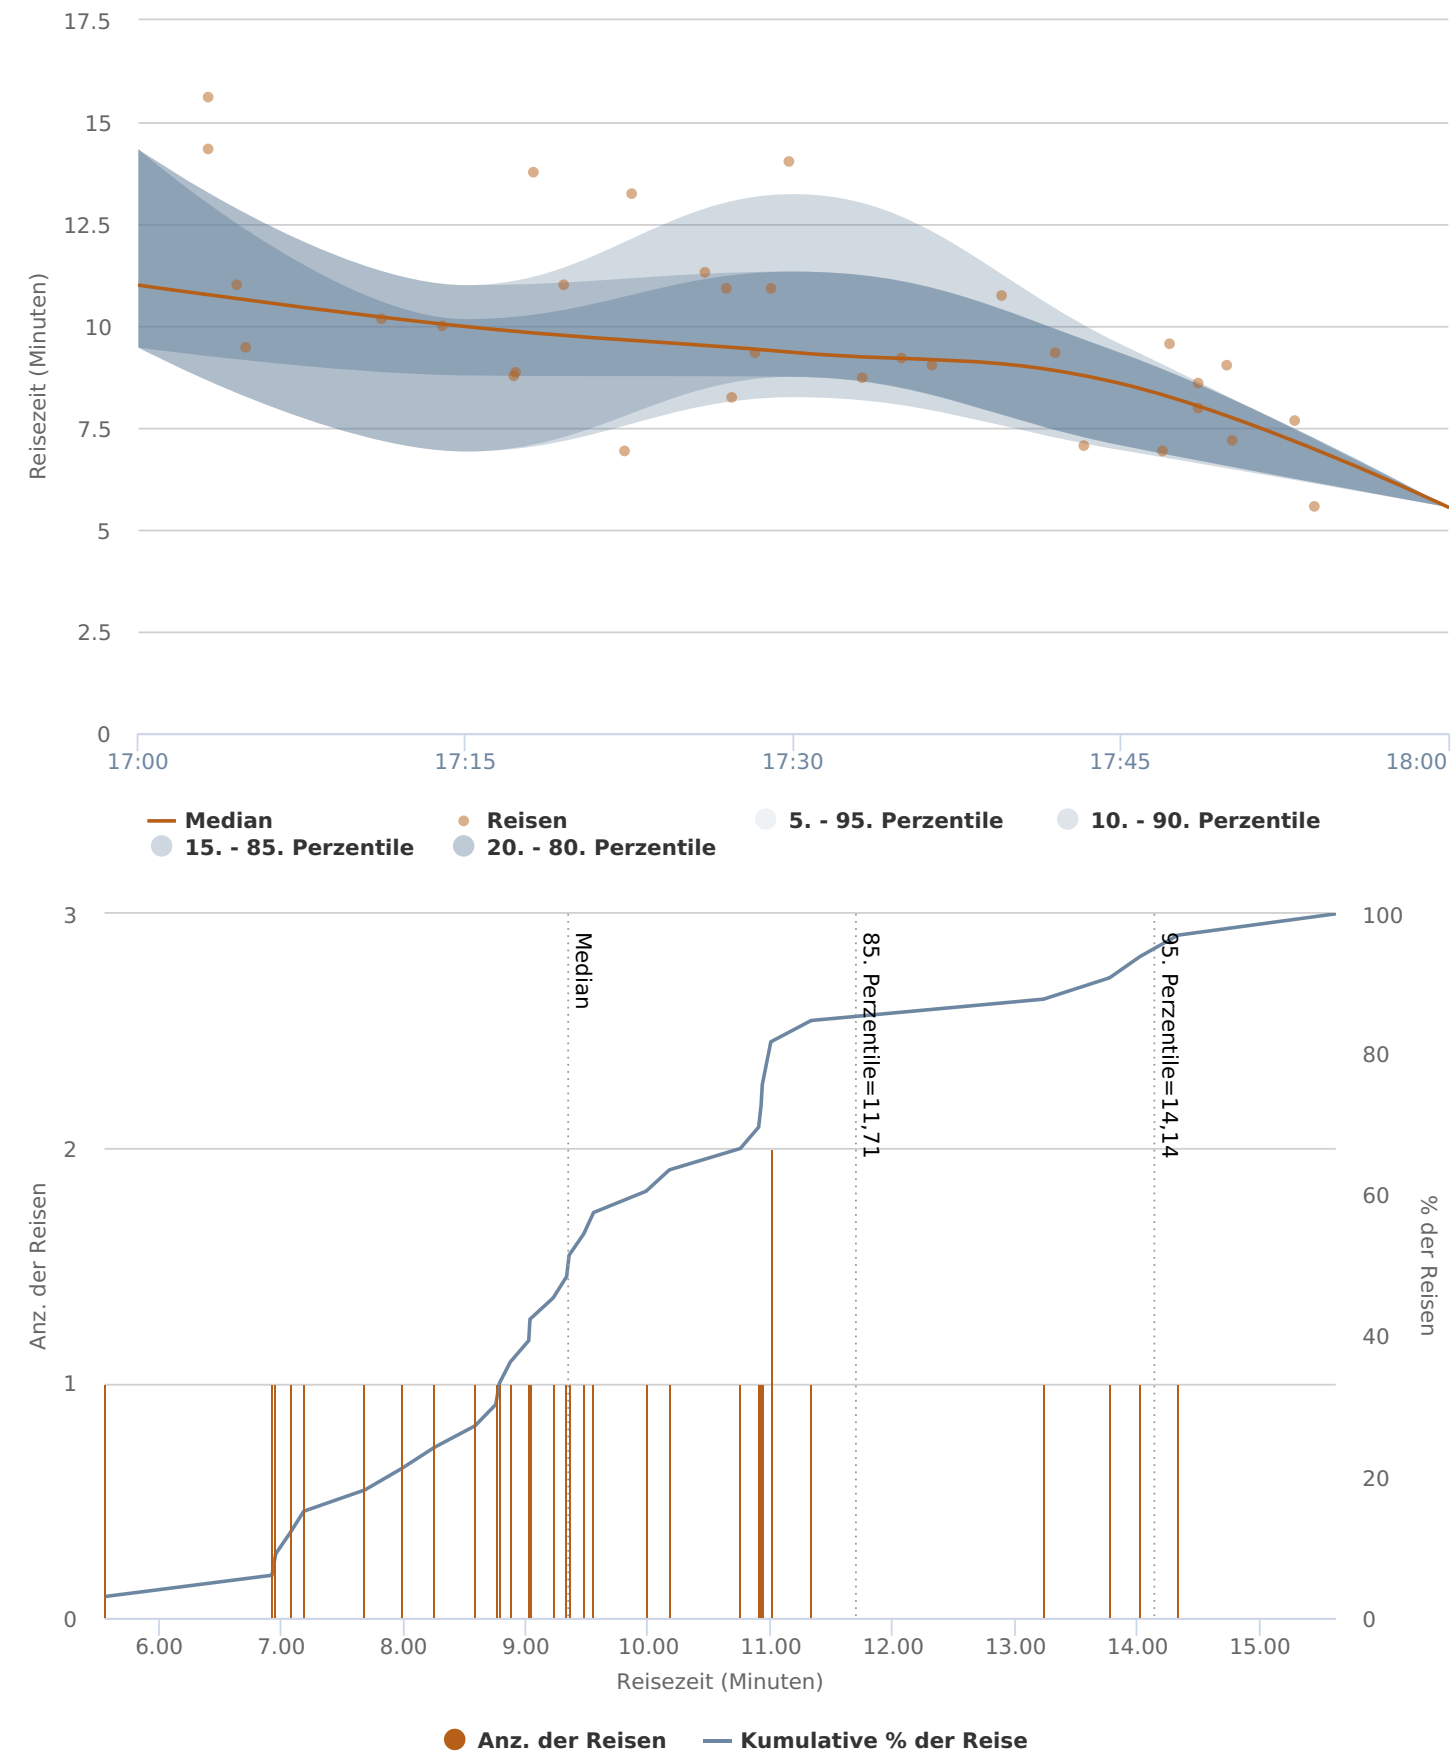 17.5
15
12.5
10
7.5
5
2.5
0
Reisezeit (Minuten)
17:00 17:15 17:30 17:45 18:00
Median Reisen 5. - 95. Perzentile 10. - 90. Perzentile
15. - 85. Perzentile 20. - 80. Perzentile
3
2
1
0
Anz. der Reisen
Median
85. Perzentile=11,71
95. Perzentile=14,14
100
80
60
40
20
0
% der Reisen
6.00 7.00 8.00 9.00 10.00 11.00 12.00 13.00 14.00 15.00
Reisezeit (Minuten)
Anz. der Reisen Kumulative % der Reise